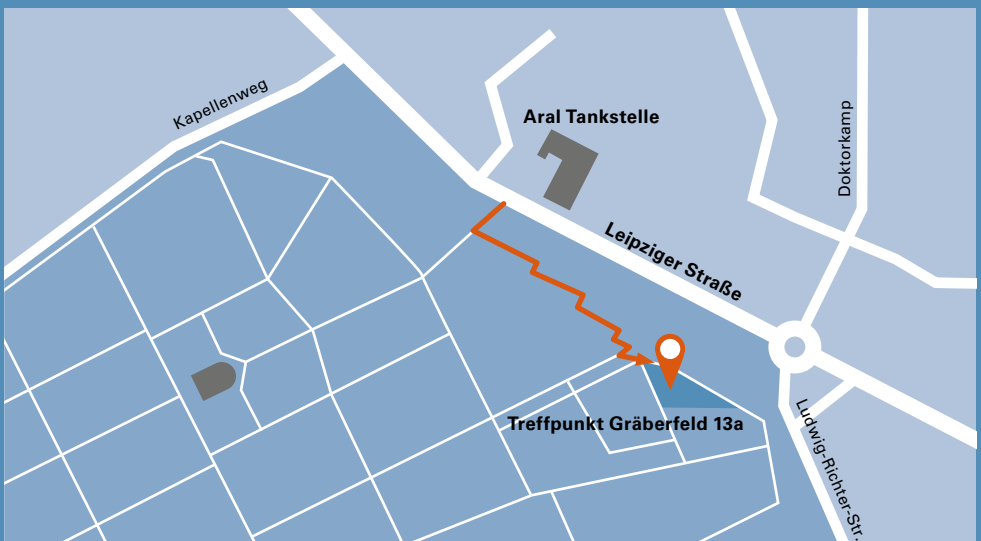 Kapellenweg
Aral Tankstelle
Doktorkamp
Leipziger Straße
Treffpunkt Gräberfeld 13a
Ludwig-Richter-Str.